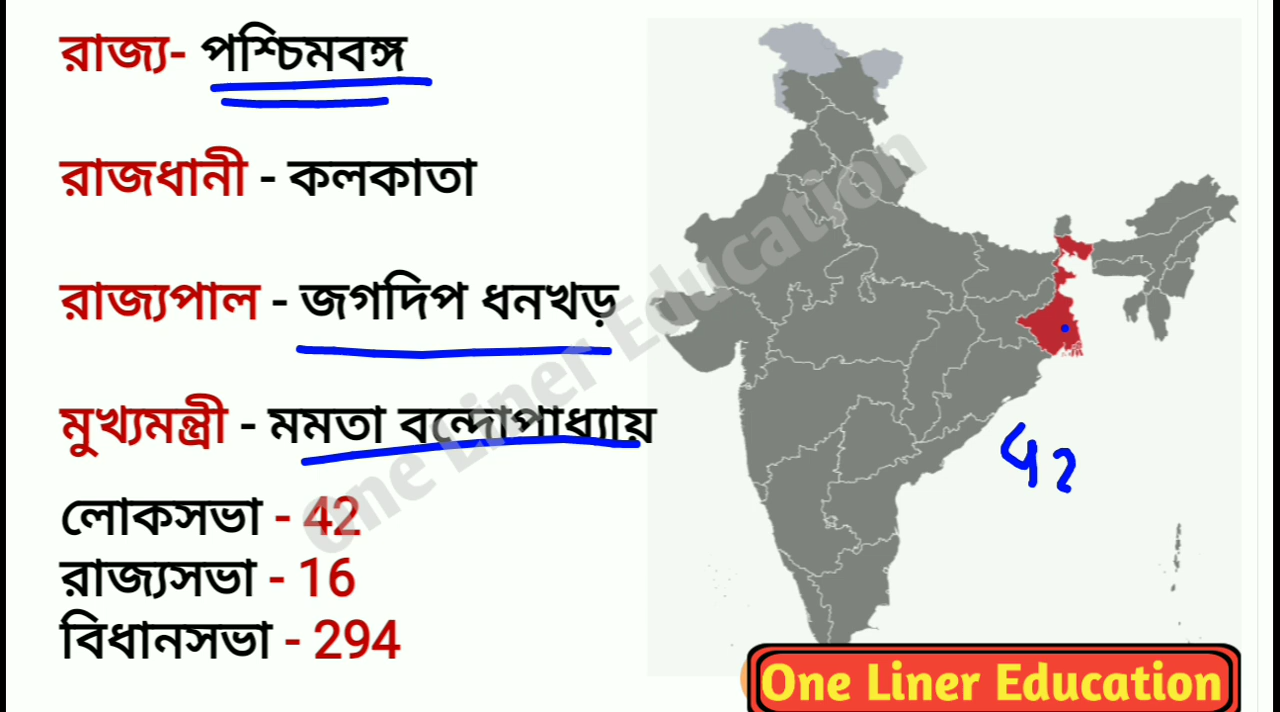 রাজ্য- পশ্চিমবঙ্গ
রাজধানী - কলকাতা
রাজ্যপাল - জগদিপ ধনখড়
মুখ্যমন্ত্রী - মমতা বন্দোপাধ্যায়
লোকসভা - 42
রাজ্যসভা - 16
বিধানসভা - 294
42
One Liner Education
One Liner Education